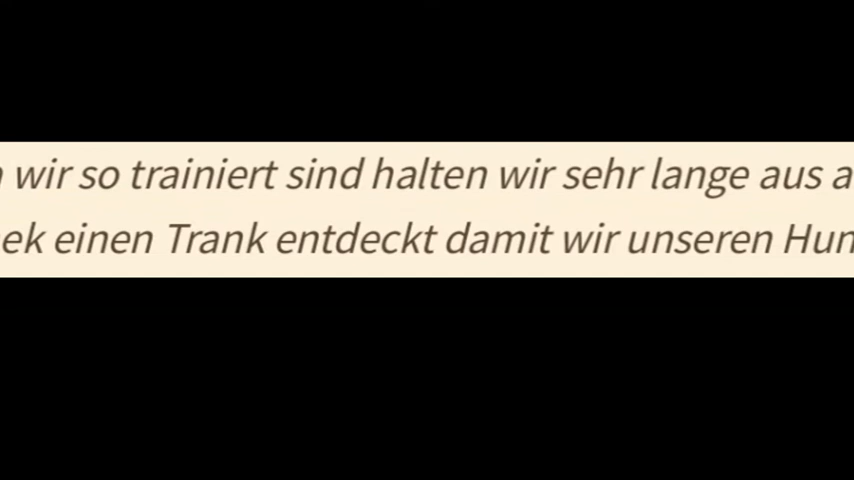 wir so trainiert sind halten wir sehr lange aus
einen Trank entdeckt damit wir unseren